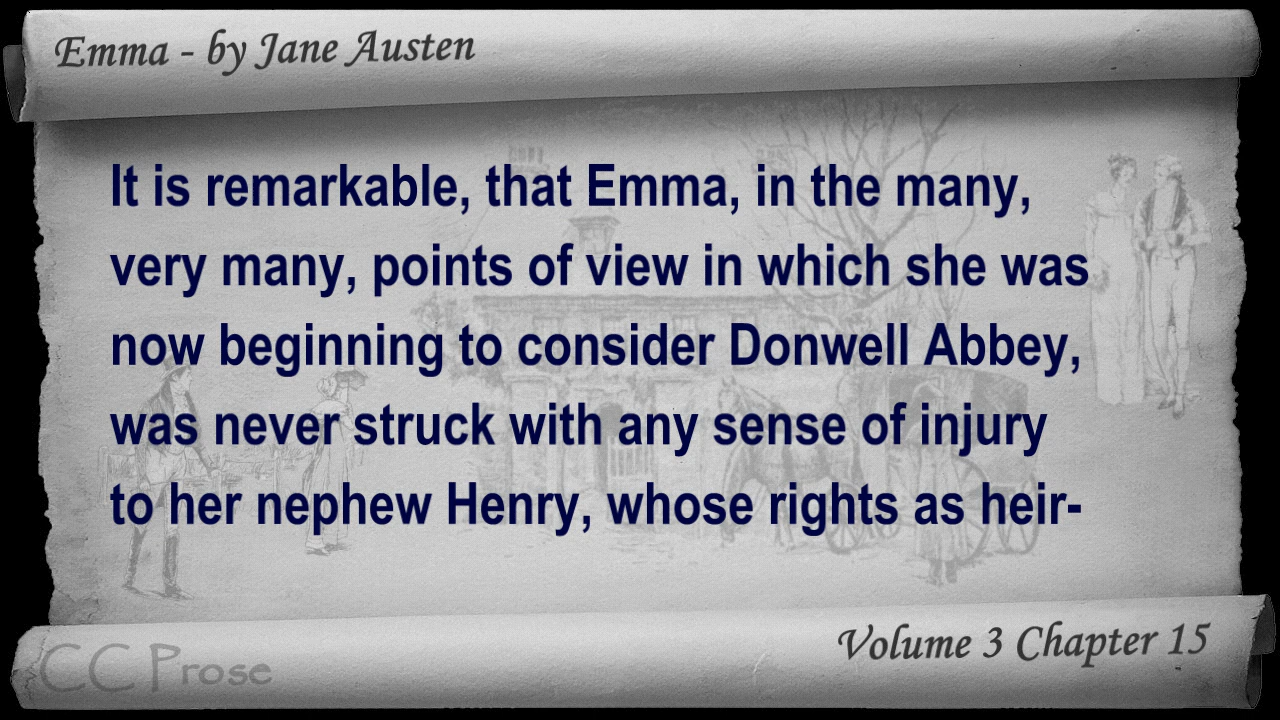 Emma - by Jane Austen
It is remarkable, that Emma, in the many,
very many, points of view in which she was
now beginning to consider Donwell Abbey,
was never struck with any sense of injury
to her nephew Henry, whose rights as heir-
Volume 3 Chapter 15
CC Prose